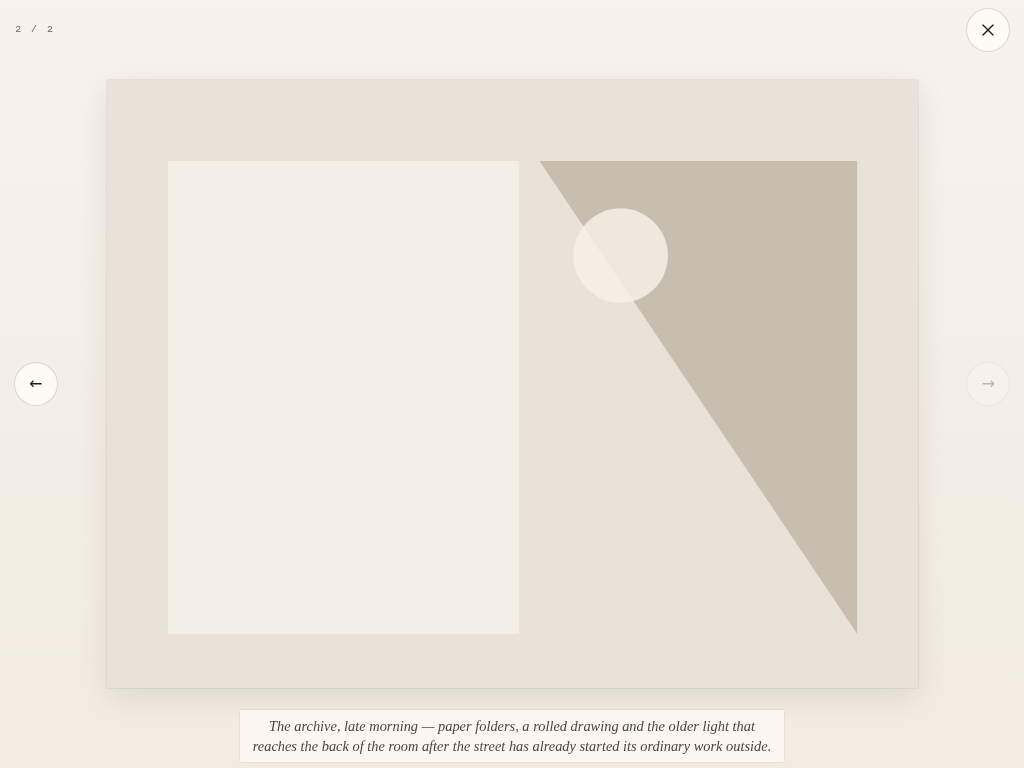 2 / 2
The archive, late morning — paper folders, a rolled drawing and the older light that
reaches the back of the room after the street has already started its ordinary work outside.